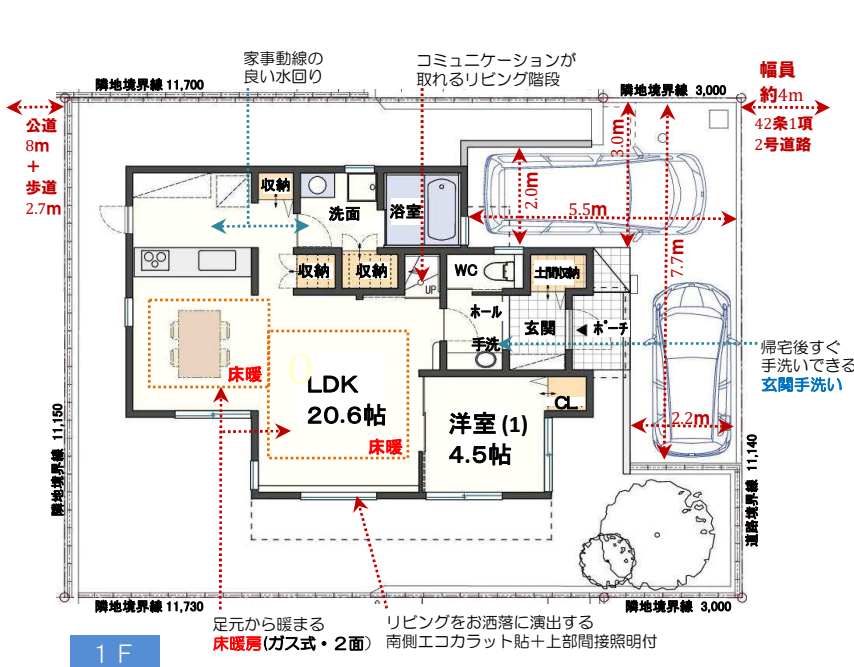 家事動線の
良い水回り
コミュニケーションが
取れるリビング階段
隣地境界線 11,700
隣地境界線 3,000
幅員
約4m
42条1項
2号道路
公道
8m
＋
歩道
2.7m
3.0m
2.0m
5.5m
7.7m
2.2m
収納
洗面
浴室
収納
収納
UP
WC
土間収納
ホール
手洗
玄関
ポーチ
帰宅後すぐ
手洗いできる
玄関手洗い
床暖
LDK
20.6帖
床暖
洋室(1)
4.5帖
CL
隣地境界線 11,150
道路境界線 11,140
隣地境界線 11,730
隣地境界線 3,000
足元から暖まる
床暖房(ガス式・２面)
リビングをお洒落に演出する
南側エコカラット貼＋上部間接照明付
１Ｆ